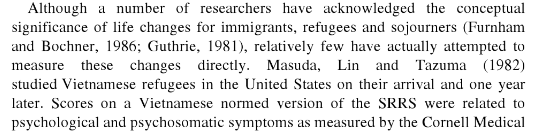 Although a number of researchers have acknowledged the conceptual
significance of life changes for immigrants, refugees and sojourners (Furnham
and Bochner, 1986; Guthrie, 1981), relatively few have actually attempted to
measure these changes directly. Masuda, Lin and Tazuma (1982)
studied Vietnamese refugees in the United States on their arrival and one year
later. Scores on a Vietnamese normed version of the SRRS were related to
psychological and psychosomatic symptoms as measured by the Cornell Medical